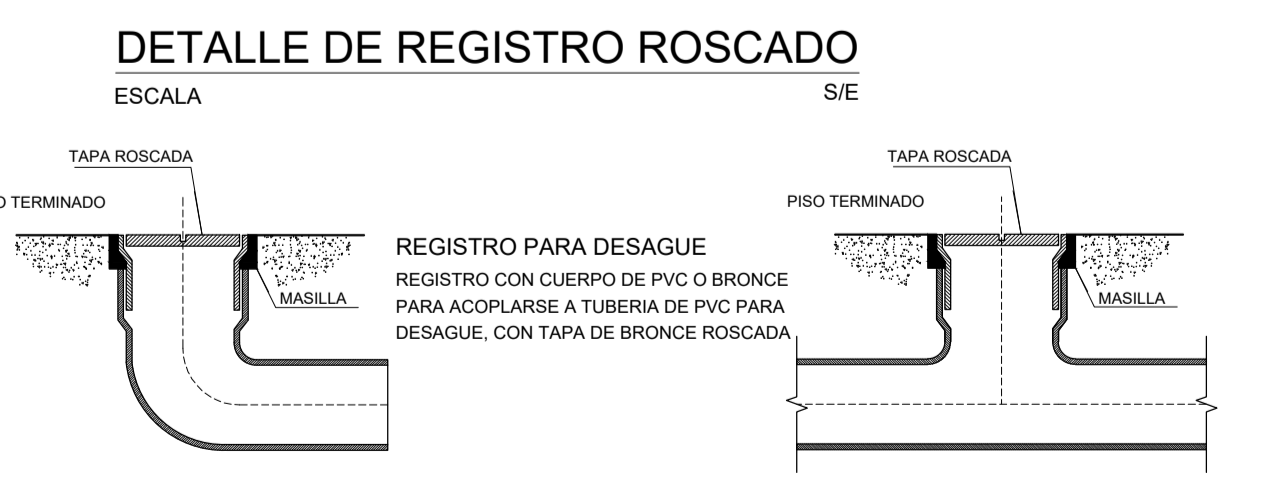 DETALLE DE REGISTRO ROSCADO
ESCALA
S/E
TAPA ROSCADA
O TERMINADO
MASILLA
REGISTRO PARA DESAGUE
REGISTRO CON CUERPO DE PVC O BRONCE
PARA ACOPLARSE A TUBERIA DE PVC PARA
DESAGUE, CON TAPA DE BRONCE ROSCADA
TAPA ROSCADA
PISO TERMINADO
MASILLA